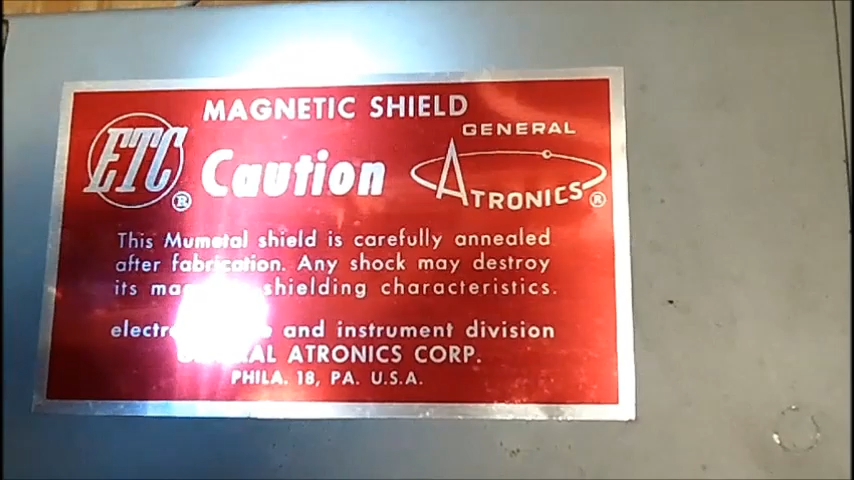 MAGNETIC SHIELD
ETC ®
Caution
GENERAL
ATRONICS ®
This Mumetal shield is carefully annealed
after fabrication. Any shock may destroy
its shielding characteristics.
and instrument division
ATRONICS CORP.
PHILA. 18, PA. U.S.A.